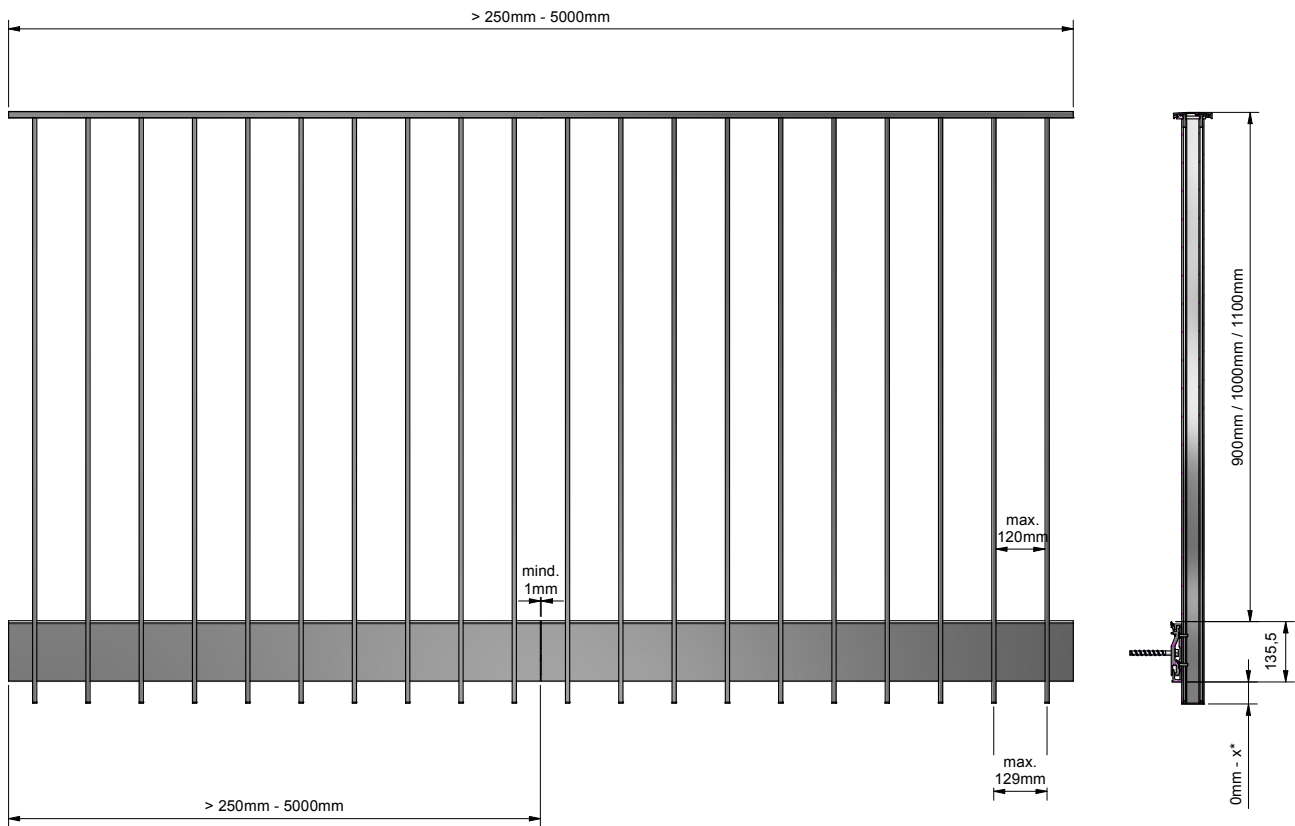 > 250mm - 5000mm
900mm / 1000mm / 1100mm
max.
120mm
mind.
1mm
135,5
max.
129mm
0mm - x*
> 250mm - 5000mm